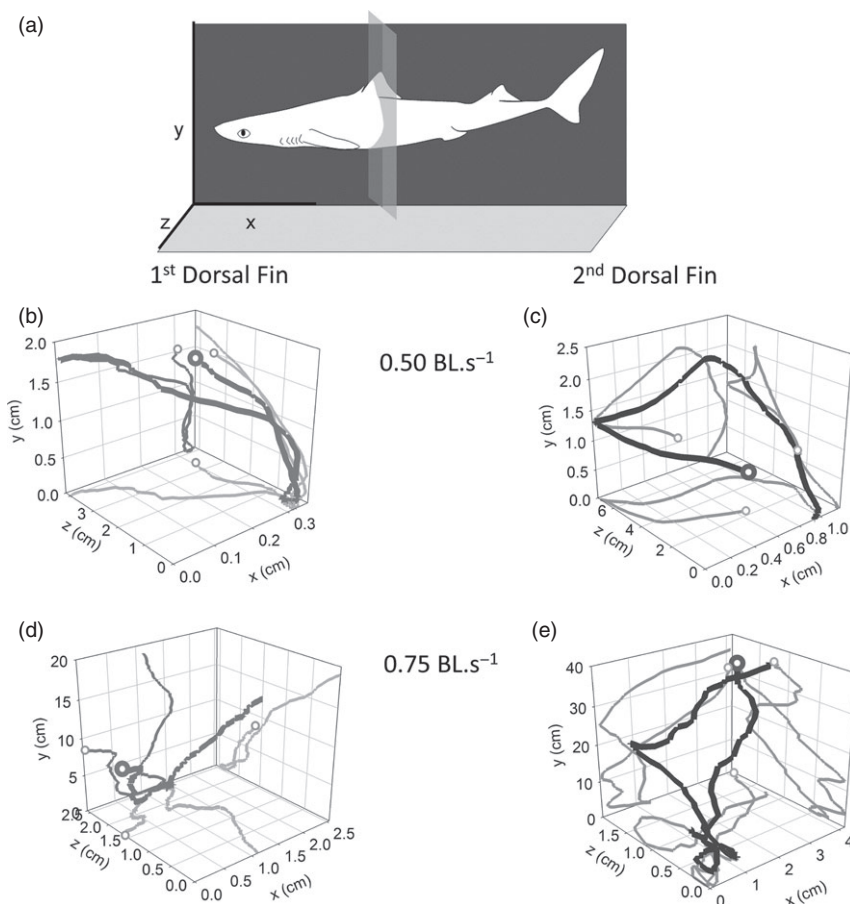 (a)
y
z
x
1st Dorsal Fin
2nd Dorsal Fin
(b)
2.0
1.5
1.0
0.5
0.0
y (cm)
3
2
1
0
z (cm)
0.0
0.1
0.2
0.3
x (cm)
0.50 BL.s–1
(c)
2.5
2.0
1.5
1.0
0.5
0.0
y (cm)
6
4
2
0
z (cm)
0.0
0.2
0.4
0.6
0.8
1.0
x (cm)
(d)
20
15
10
5
y (cm)
2.0
1.5
1.0
0.5
0.0
z (cm)
0.0
0.5
1.0
1.5
2.0
2.5
x (cm)
0.75 BL.s–1
(e)
40
30
20
10
0
y (cm)
1.5
1.0
0.5
0.0
z (cm)
0
1
2
3
4
x (cm)